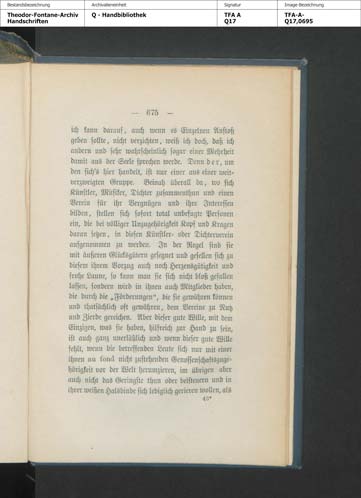 Bestandsbezeichnung
Archivalieneinheit
Signatur
Image Bezeichnung
Theodor-Fontane-Archiv
Handschriften
Q - Handbibliothek
TFA A
Q17
TFA-A-
Q17,0695
— 675 —
ich kann darauf, auch wenn es Einzelnen Anstoß
geben sollte, nicht verzichten, weiß ich doch, daß ich
andern und sehr wahrscheinlich sogar einer Mehrheit
damit aus der Seele sprechen werde. Denn der, um
den sich's hier handelt, ist nur einer aus einer weit-
verzweigten Gruppe. Beinah überall da, wo sich
Künstler, Musiker, Dichter zusammenthun und einen
Verein für ihr Vergnügen und ihre Interessen
bilden, stellen sich sofort total unbefugte Personen
ein, die bei völliger Unzugehörigkeit Kopf und Kragen
daran setzen, in diesen Künstler- oder Dichterverein
aufgenommen zu werden. In der Regel sind sie
mit äußeren Glücksgütern gesegnet und gesellen sich zu
diesem ihrem Vorzug auch noch Herzensgütigkeit und
frohe Laune, so kann man sie sich nicht bloß gefallen
lassen, sondern wird in ihnen auch Mitglieder haben,
die durch die „Förderungen", die sie gewähren können
und thatsächlich oft gewähren, dem Vereine zu Nutz
und Zierde gereichen. Aber dieser gute Wille, mit dem
Einzigen, was sie haben, hilfreich zur Hand zu sein,
ist auch ganz unerläßlich und wenn dieser gute Wille
fehlt, wenn die betreffenden Leute sich nur mit einer
ihnen au fond nicht zustehenden Genossenschaftszuge-
hörigkeit vor der Welt herumzieren, im übrigen aber
auch nicht das Geringste thun oder beisteuern und in
ihrer weißen Halsbinde sich lediglich gerieren wollen, als
43*